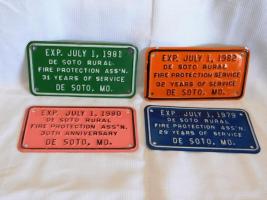 EXP. JULY 1, 1981
DE SOTO RURAL
FIRE PROTECTION ASS'N.
31 YEARS OF SERVICE
DE SOTO, MO.
EXP. JULY 1, 1982
DE SOTO RURAL
FIRE PROTECTION SERVICE
32 YEARS OF SERVICE
DE SOTO, MO.
EXP. JULY 1, 1980
DE SOTO RURAL
FIRE PROTECTION ASS'N.
30TH ANNIVERSARY
DE SOTO, MO.
EXP. JULY 1, 1979
DE SOTO RURAL
FIRE PROTECTION ASS'N.
29 YEARS OF SERVICE
DE SOTO, MO.